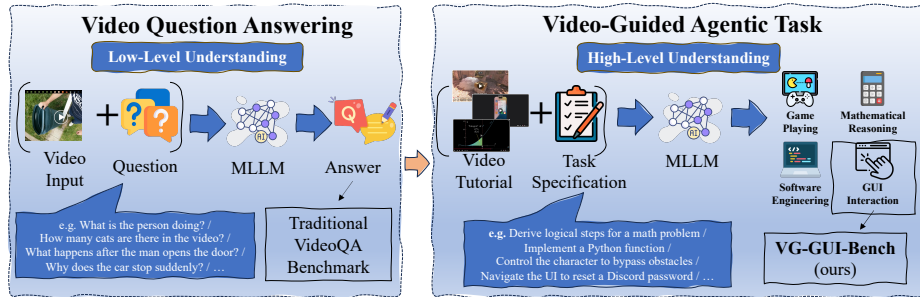 Video Question Answering
Low-Level Understanding
Video
Input
Question
MLLM
AI
Q
Answer
e.g. What is the person doing? /
How many cats are there in the video? /
What happens after the man opens the door? /
Why does the car stop suddenly? / …
Traditional
VideoQA
Benchmark
Video-Guided Agentic Task
High-Level Understanding
Video
Tutorial
Task
Specification
MLLM
AI
Game
Playing
Mathematical
Reasoning
Software
Engineering
GUI
Interaction
e.g. Derive logical steps for a math problem /
Implement a Python function /
Control the character to bypass obstacles /
Navigate the UI to reset a Discord password / …
VG-GUI-Bench
(ours)